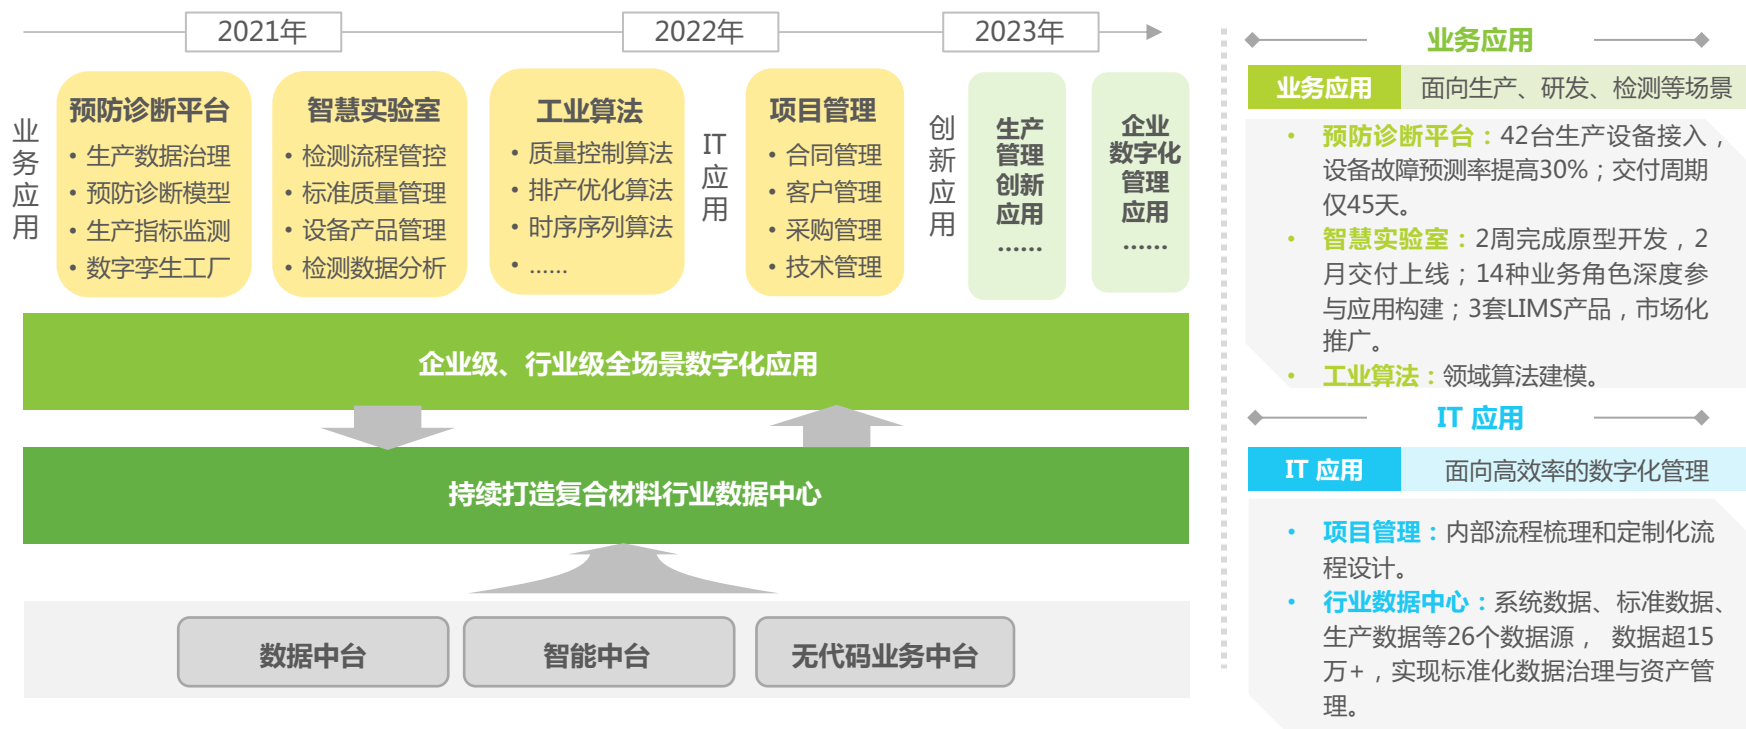 2021年
2022年
2023年
业务应用
预防诊断平台
• 生产数据治理
• 预防诊断模型
• 生产指标监测
• 数字孪生工厂
智慧实验室
• 检测流程管控
• 标准质量管理
• 设备产品管理
• 检测数据分析
工业算法
• 质量控制算法
• 排产优化算法
• 时序序列算法
• ……
IT应用
项目管理
• 合同管理
• 客户管理
• 采购管理
• 技术管理
创新应用
生产
管理
创新
应用
……
企业
数字化
管理
应用
……
企业级、行业级全场景数字化应用
持续打造复合材料行业数据中心
数据中台
智能中台
无代码业务中台
业务应用
业务应用
面向生产、研发、检测等场景
• 预防诊断平台：42台生产设备接入，
设备故障预测率提高30%；交付周期
仅45天。
• 智慧实验室：2周完成原型开发，2
月交付上线；14种业务角色深度参
与应用构建；3套LIMS产品，市场化
推广。
• 工业算法：领域算法建模。
IT 应用
IT 应用
面向高效率的数字化管理
• 项目管理：内部流程梳理和定制化流
程设计。
• 行业数据中心：系统数据、标准数据、
生产数据等26个数据源， 数据超15
万+，实现标准化数据治理与资产管
理。